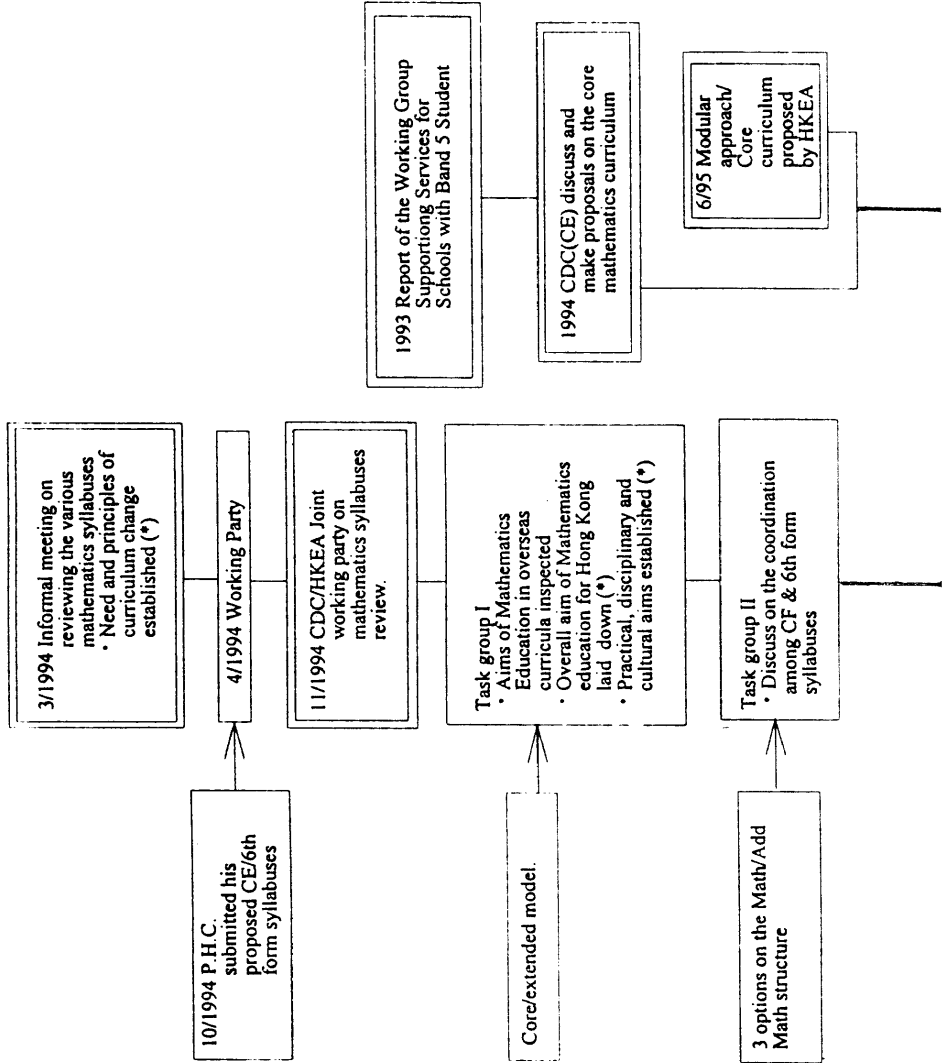 3/1994 Informal meeting on
reviewing the various
mathematics syllabuses
• Need and principles of
curriculum change
established (*)
10/1994 P.H.C.
submitted his
proposed CE/6th
form syllabuses
4/1994 Working Party
11/1994 CDC/HKEA Joint
working party on
mathematics syllabuses
review.
Core/extended model.
Task group I
• Aims of Mathematics
Education in overseas
curricula inspected
• Overall aim of Mathematics
education for Hong Kong
laid down (*)
• Practical, disciplinary and
cultural aims established (*)
3 options on the Math/Add
Math structure
Task group II
• Discuss on the coordination
among CF & 6th form
syllabuses
1993 Report of the Working Group
Supportiong Services for
Schools with Band 5 Student
1994 CDC(CE) discuss and
make proposals on the core
mathematics curriculum
6/95 Modular
approach/
Core
curriculum
proposed
by HKEA